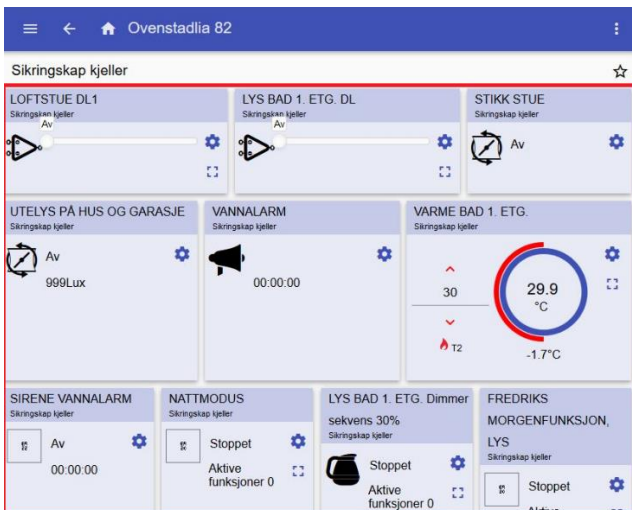 Ovenstadlia 82
Sikringskap kjeller
LOFTSTUE DL1
Sikringskap kjeller
Av
LYS BAD 1. ETG. DL
Sikringskap kjeller
Av
STIKK STUE
Sikringskap kjeller
Av
UTELYS PÅ HUS OG GARASJE
Sikringskap kjeller
Av
999Lux
VANNALARM
Sikringskap kjeller
00:00:00
VARME BAD 1. ETG.
Sikringskap kjeller
30
T2
29.9
°C
-1.7°C
SIRENE VANNALARM
Sikringskap kjeller
Av
00:00:00
NATTMODUS
Sikringskap kjeller
Stoppet
Aktive
funksjoner 0
LYS BAD 1. ETG. Dimmer
sekvens 30%
Sikringskap kjeller
Stoppet
Aktive
funksjoner 0
FREDRIKS
MORGENFUNKSJON,
LYS
Sikringskap kjeller
Stoppet